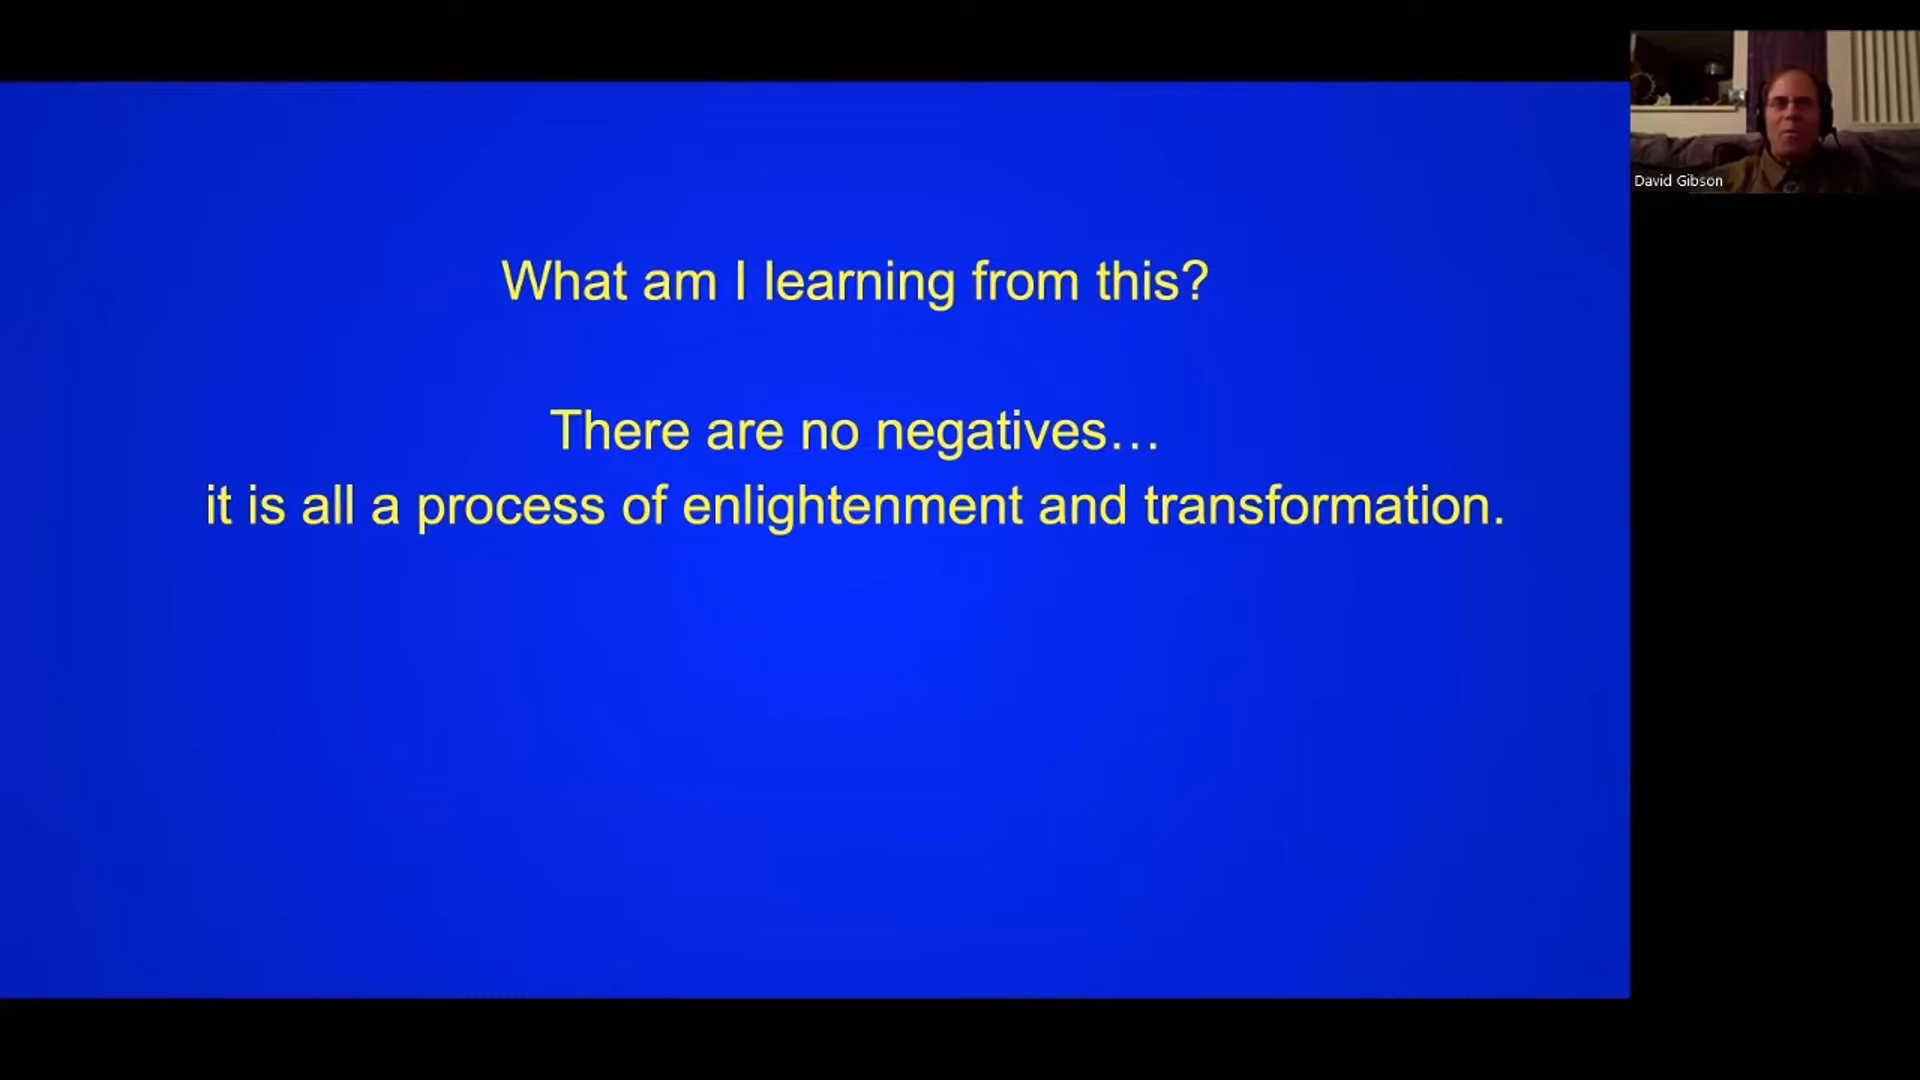 What am I learning from this?
There are no negatives…
it is all a process of enlightenment and transformation.
David Gibson